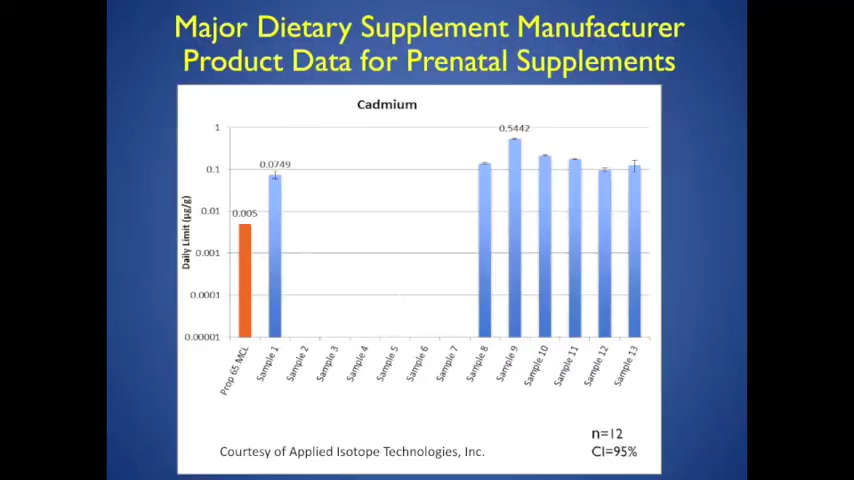 Major Dietary Supplement Manufacturer
Product Data for Prenatal Supplements
Cadmium
Daily Limit (µg/g)
1
0.1
0.01
0.001
0.0001
0.00001
0.005
0.0749
0.5442
Prop 65 MCL
Sample 1
Sample 2
Sample 3
Sample 4
Sample 5
Sample 6
Sample 7
Sample 8
Sample 9
Sample 10
Sample 11
Sample 12
Sample 13
n=12
Courtesy of Applied Isotope Technologies, Inc.
CI=95%